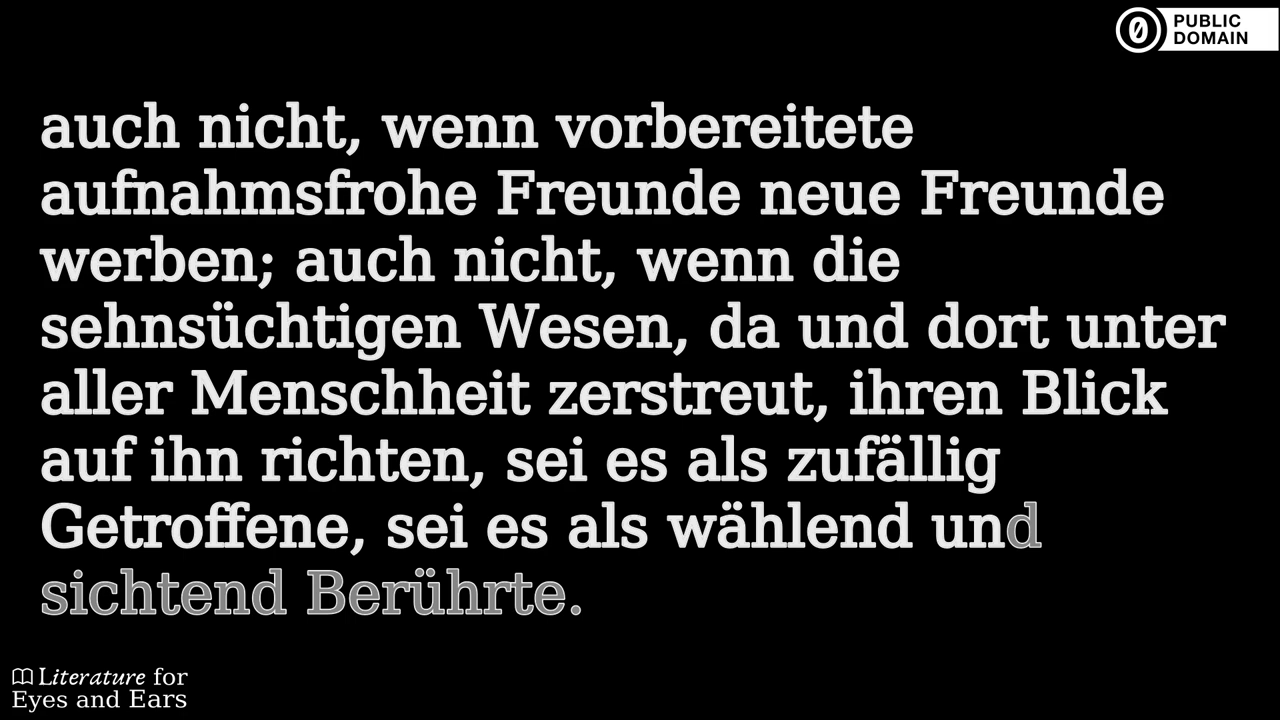 PUBLIC
DOMAIN
auch nicht, wenn vorbereitete
aufnahmsfrohe Freunde neue Freunde
werben; auch nicht, wenn die
sehnsüchtigen Wesen, da und dort unter
aller Menschheit zerstreut, ihren Blick
auf ihn richten, sei es als zufällig
Getroffene, sei es als wählend und
sichtend Berührte.
Literature for
Eyes and Ears